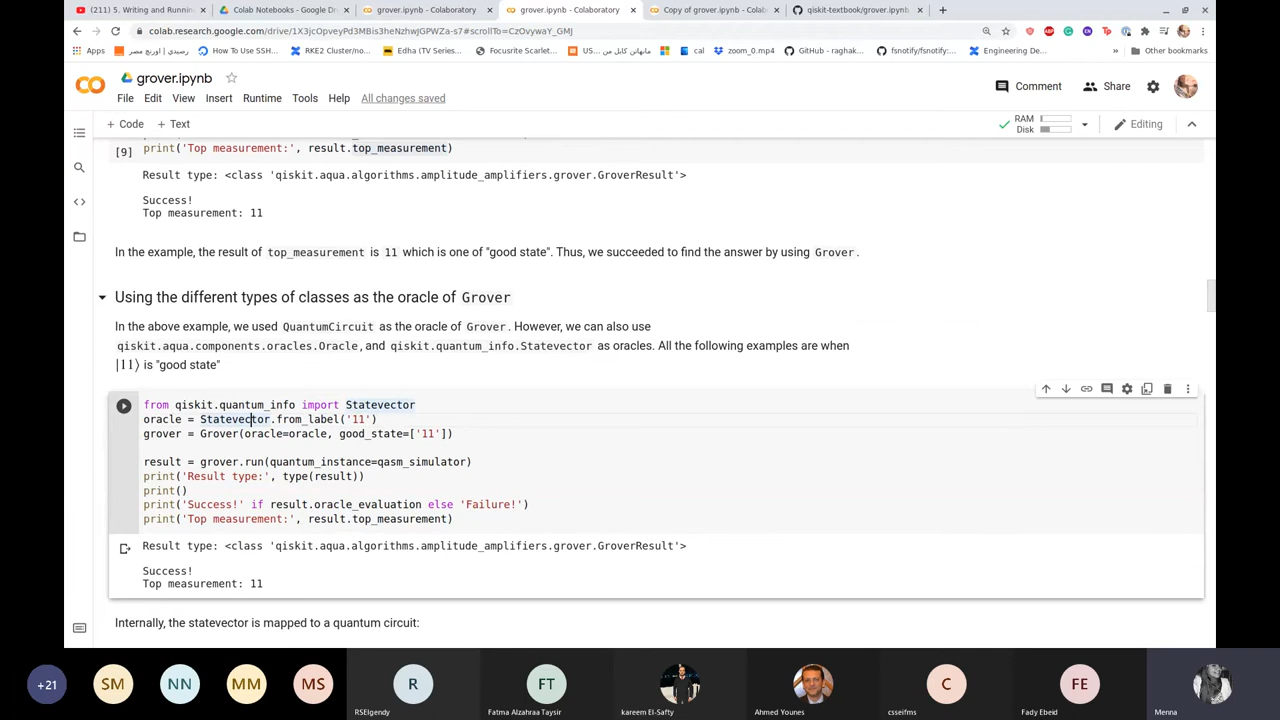 (211) 5. Writing and Runnin
Colab Notebooks - Google Dr
grover.ipynb - Colaboratory
grover.ipynb - Colaboratory
Copy of grover.ipynb - Colab
qiskit-textbook/grover.ipynb
colab.research.google.com/drive/1X3jcOpveyPd3MBis3heNzhwJGPWZa-s7#scrollTo=CzOvywaY_GMJ
Apps
رصيدي | اورنچ مصر
How To Use SSH...
RKE2 Cluster/no...
Edha (TV Series...
Focusrite Scarlet...
US... مانهاتن كابل من
cal
zoom_0.mp4
GitHub - raghak...
fsnotify/fsnotify:...
Engineering De...
»
Other bookmarks
grover.ipynb
File Edit View Insert Runtime Tools Help All changes saved
Comment
Share
+ Code + Text
RAM
Disk
Editing
[9] print('Top measurement:', result.top_measurement)
Result type: <class 'qiskit.aqua.algorithms.amplitude_amplifiers.grover.GroverResult'>
Success!
Top measurement: 11
In the example, the result of top_measurement is 11 which is one of "good state". Thus, we succeeded to find the answer by using Grover.
Using the different types of classes as the oracle of Grover
In the above example, we used QuantumCircuit as the oracle of Grover. However, we can also use
qiskit.aqua.components.oracles.Oracle, and qiskit.quantum_info.Statevector as oracles. All the following examples are when
|11⟩ is "good state"
from qiskit.quantum_info import Statevector
oracle = Statevector.from_label('11')
grover = Grover(oracle=oracle, good_state=['11'])
result = grover.run(quantum_instance=qasm_simulator)
print('Result type:', type(result))
print()
print('Success!' if result.oracle_evaluation else 'Failure!')
print('Top measurement:', result.top_measurement)
Result type: <class 'qiskit.aqua.algorithms.amplitude_amplifiers.grover.GroverResult'>
Success!
Top measurement: 11
Internally, the statevector is mapped to a quantum circuit:
+21
SM
NN
MM
MS
R
RSElgendy
FT
Fatma Alzahraa Taysir
kareem El-Safty
Ahmed Younes
C
csseifms
FE
Fady Ebeid
Menna